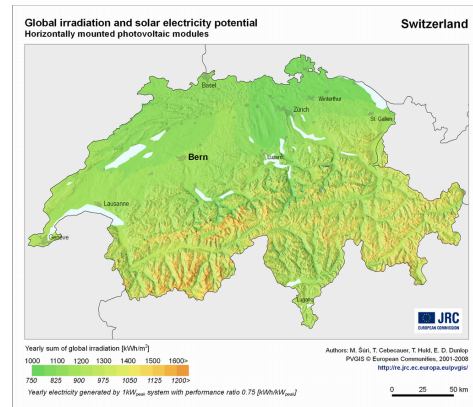 Global irradiation and solar electricity potential
Horizontally mounted photovoltaic modules
Switzerland
Basel
Zürich
Winterthur
St. Gallen
Bern
Luzern
Lausanne
Genève
Lugano
JRC
EUROPEAN COMMISSION
Yearly sum of global irradiation [kWh/m²]
1000 1100 1200 1300 1400 1500 1600>
750 825 900 975 1050 1125 1200>
Yearly electricity generated by 1kWpeak system with performance ratio 0.75 [kWh/kWpeak]
Authors: M. Šúri, T. Cebecauer, T. Huld, E. D. Dunlop
PVGIS © European Communities, 2001-2008
http://re.jrc.ec.europa.eu/pvgis/
0 25 50 km